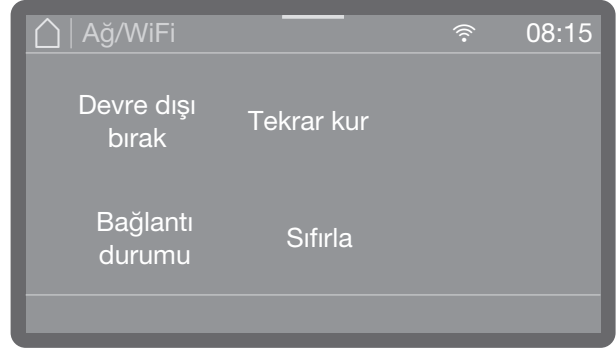 Ağ/WiFi 08:15
Devre dışı
bırak
Tekrar kur
Bağlantı
durumu
Sıfırla